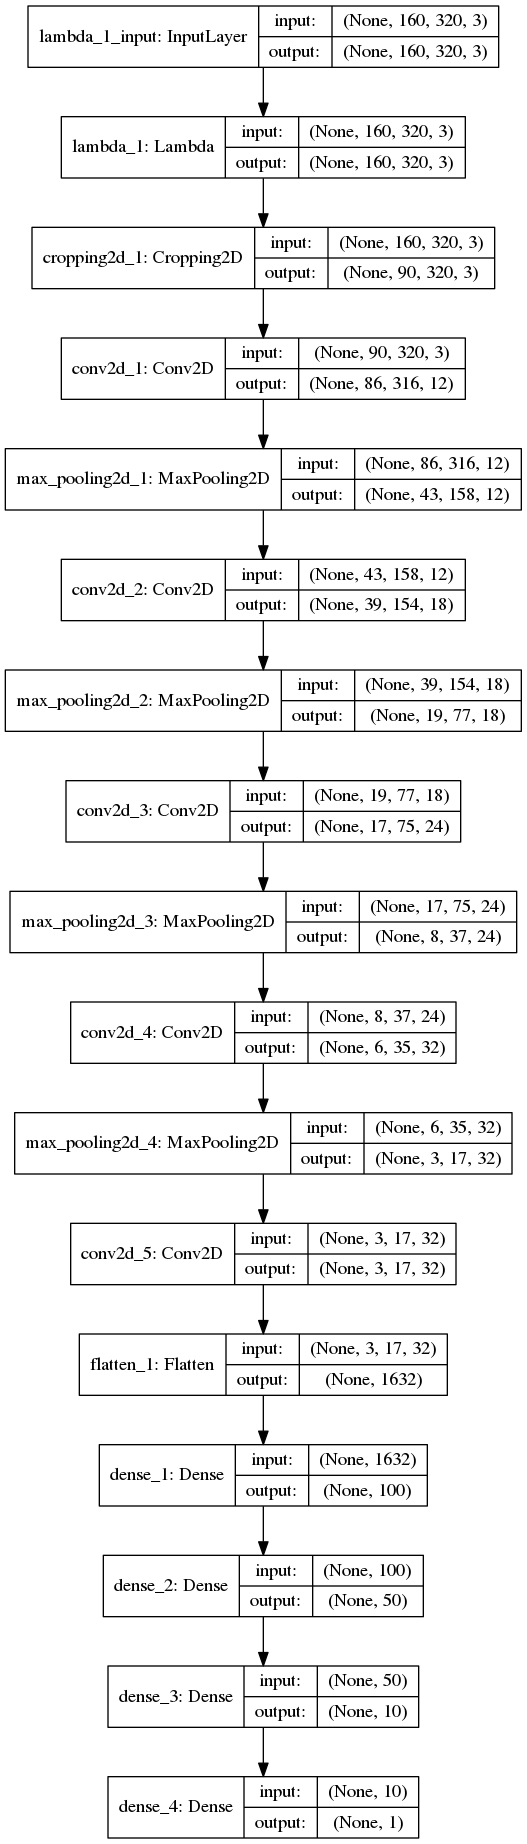 lambda_1_input: InputLayer
input: (None, 160, 320, 3)
output: (None, 160, 320, 3)
lambda_1: Lambda
input: (None, 160, 320, 3)
output: (None, 160, 320, 3)
cropping2d_1: Cropping2D
input: (None, 160, 320, 3)
output: (None, 90, 320, 3)
conv2d_1: Conv2D
input: (None, 90, 320, 3)
output: (None, 86, 316, 12)
max_pooling2d_1: MaxPooling2D
input: (None, 86, 316, 12)
output: (None, 43, 158, 12)
conv2d_2: Conv2D
input: (None, 43, 158, 12)
output: (None, 39, 154, 18)
max_pooling2d_2: MaxPooling2D
input: (None, 39, 154, 18)
output: (None, 19, 77, 18)
conv2d_3: Conv2D
input: (None, 19, 77, 18)
output: (None, 17, 75, 24)
max_pooling2d_3: MaxPooling2D
input: (None, 17, 75, 24)
output: (None, 8, 37, 24)
conv2d_4: Conv2D
input: (None, 8, 37, 24)
output: (None, 6, 35, 32)
max_pooling2d_4: MaxPooling2D
input: (None, 6, 35, 32)
output: (None, 3, 17, 32)
conv2d_5: Conv2D
input: (None, 3, 17, 32)
output: (None, 3, 17, 32)
flatten_1: Flatten
input: (None, 3, 17, 32)
output: (None, 1632)
dense_1: Dense
input: (None, 1632)
output: (None, 100)
dense_2: Dense
input: (None, 100)
output: (None, 50)
dense_3: Dense
input: (None, 50)
output: (None, 10)
dense_4: Dense
input: (None, 10)
output: (None, 1)